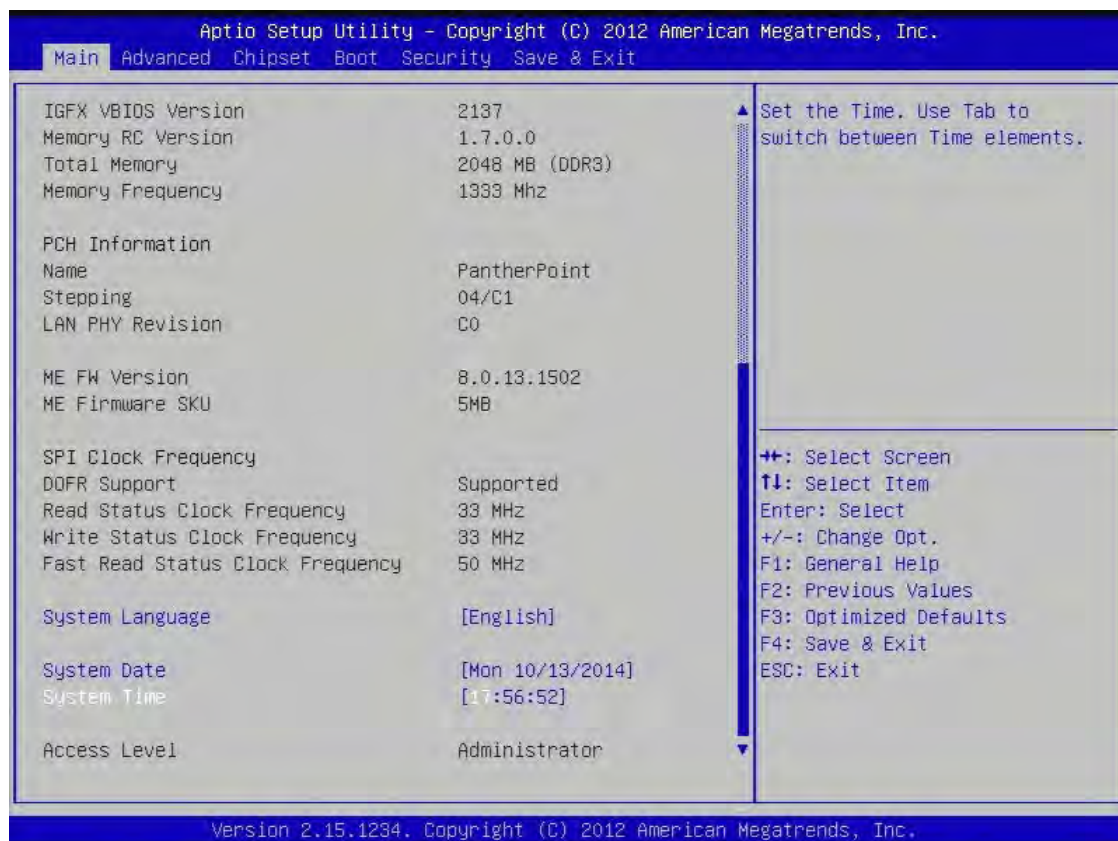 Aptio Setup Utility - Copyright (C) 2012 American Megatrends, Inc.
Main Advanced Chipset Boot Security Save & Exit
IGFX VBIOS Version 2137
Memory RC Version 1.7.0.0
Total Memory 2048 MB (DDR3)
Memory Frequency 1333 Mhz
PCH Information
Name PantherPoint
Stepping 04/C1
LAN PHY Revision C0
ME FW Version 8.0.13.1502
ME Firmware SKU 5MB
SPI Clock Frequency
DOFR Support Supported
Read Status Clock Frequency 33 MHz
Write Status Clock Frequency 33 MHz
Fast Read Status Clock Frequency 50 MHz
System Language [English]
System Date [Mon 10/13/2014]
System Time [17:56:52]
Access Level Administrator
Set the Time. Use Tab to
switch between Time elements.
→←: Select Screen
↑↓: Select Item
Enter: Select
+/-: Change Opt.
F1: General Help
F2: Previous Values
F3: Optimized Defaults
F4: Save & Exit
ESC: Exit
Version 2.15.1234. Copyright (C) 2012 American Megatrends, Inc.